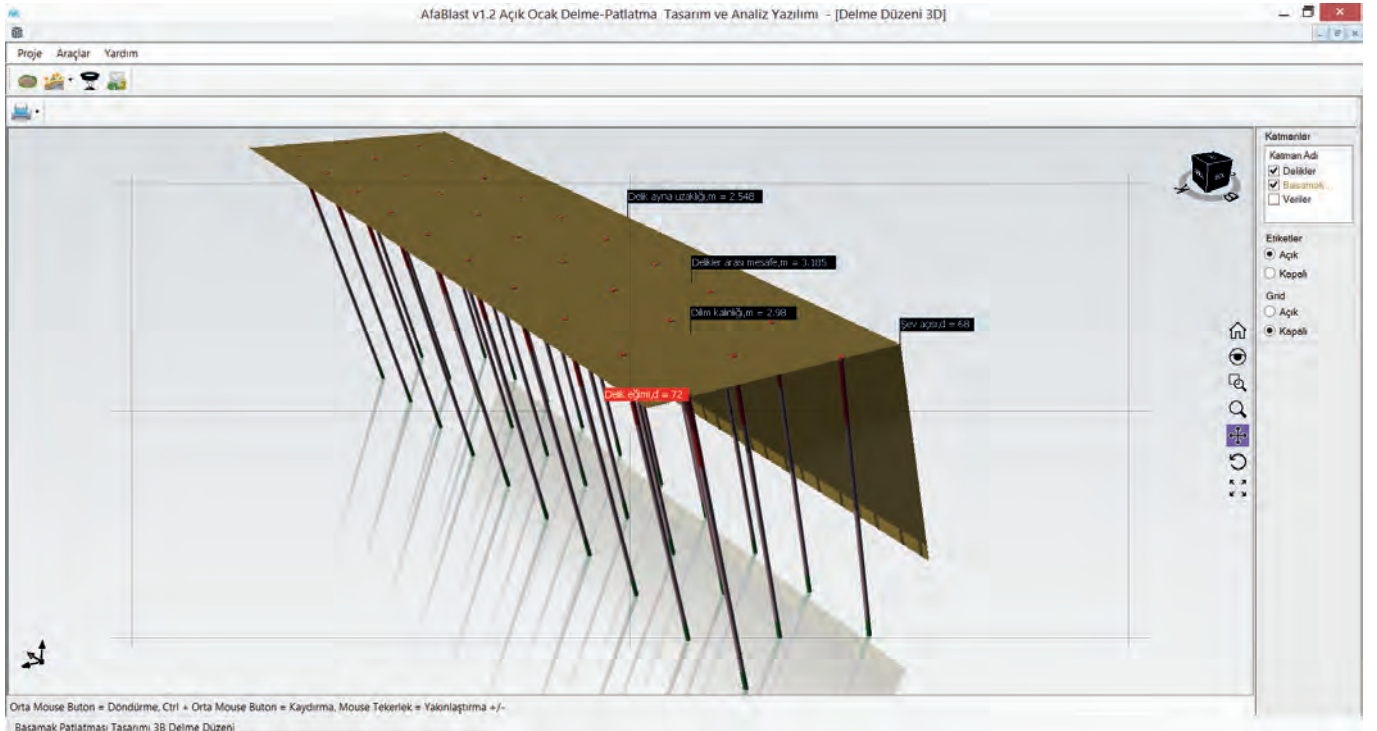 AfaBlast v1.2 Açık Ocak Delme-Patlatma Tasarım ve Analiz Yazılımı - [Delme Düzeni 3D]
Proje Araçlar Yardım
Katmanlar
Katman Adı
Delikler
Basamak...
Veriler
Etiketler
Açık
Kapalı
Grid
Açık
Kapalı
Delik ayna uzaklığı,m = 2.548
Delikler arası mesafe,m = 3.185
Dilim kalınlığı,m = 2.98
Şev açısı,d = 68
Delik eğimi,d = 72
Orta Mouse Buton = Döndürme, Ctrl + Orta Mouse Buton = Kaydırma, Mouse Tekerlek = Yakınlaştırma +/-
Basamak Patlatması Tasarımı 3B Delme Düzeni